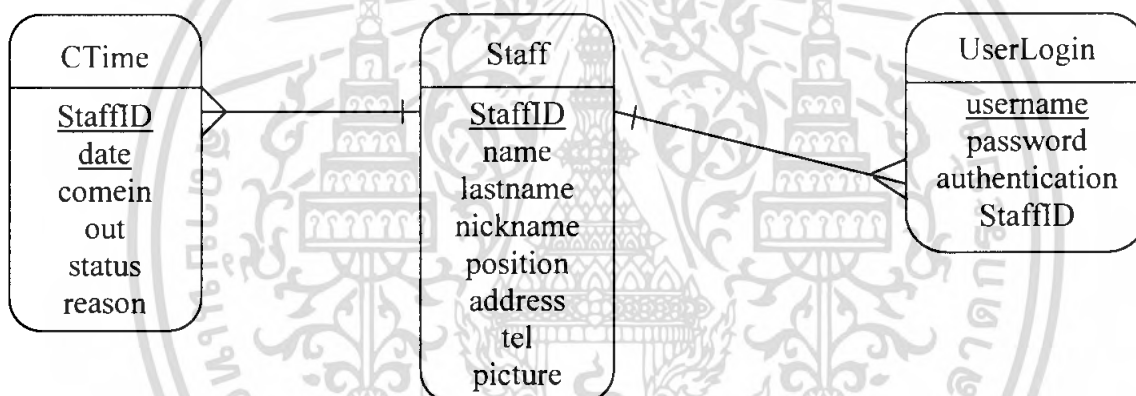 CTime
StaffID
date
comein
out
status
reason
Staff
StaffID
name
lastname
nickname
position
address
tel
picture
UserLogin
username
password
authentication
StaffID